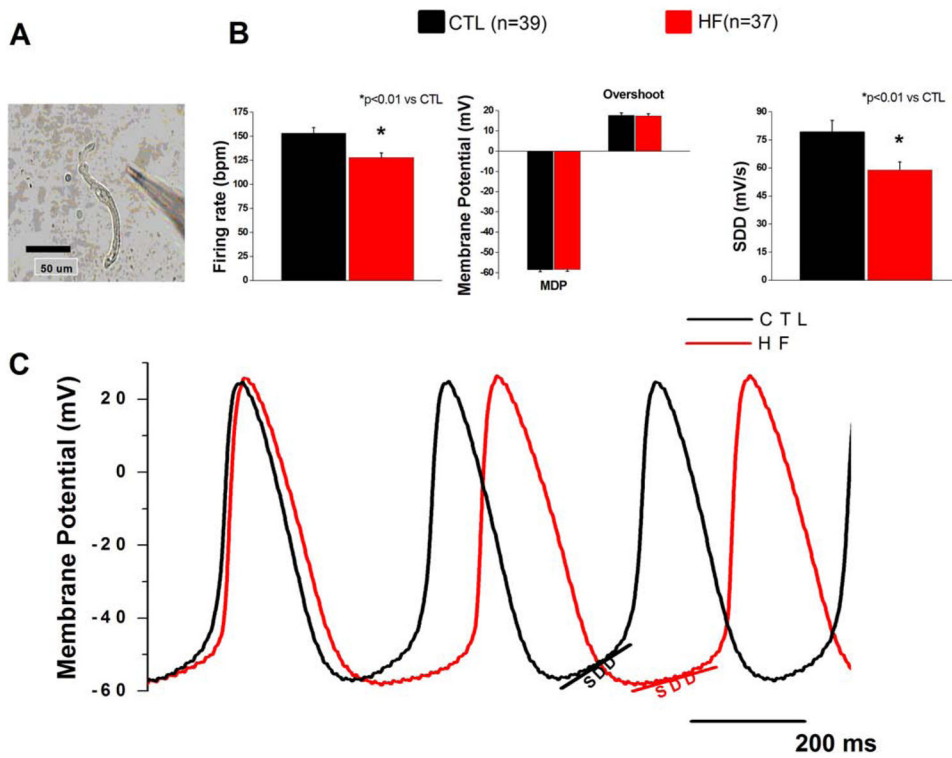 A
B
CTL (n=39)
HF(n=37)
50 um
*p<0.01 vs CTL
Firing rate (bpm)
175
150
125
100
75
50
25
0
*
Membrane Potential (mV)
Overshoot
20
10
0
-10
-20
-30
-40
-50
-60
MDP
*p<0.01 vs CTL
SDD (mV/s)
90
75
60
45
30
15
0
*
CTL
HF
C
Membrane Potential (mV)
20
0
-20
-40
-60
SDD
SDD
200 ms